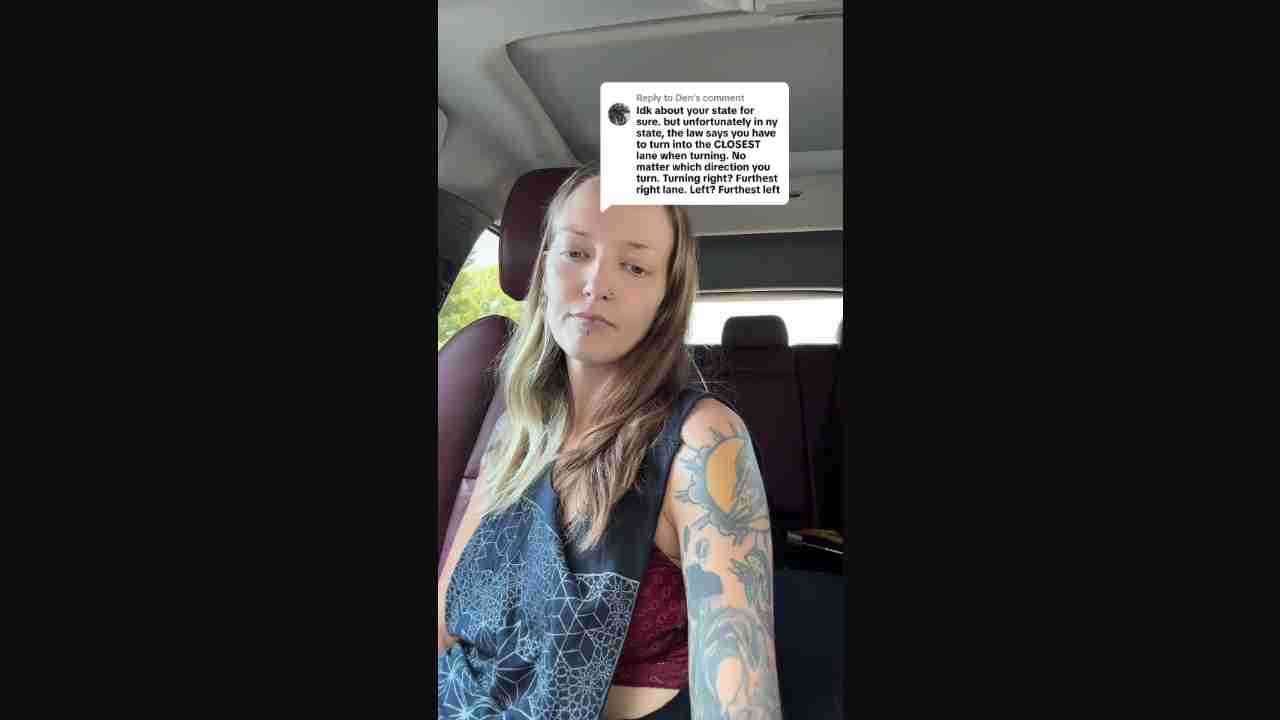 Reply to Den's comment
Idk about your state for
sure. but unfortunately in ny
state, the law says you have
to turn into the CLOSEST
lane when turning. No
matter which direction you
turn. Turning right? Furthest
right lane. Left? Furthest left